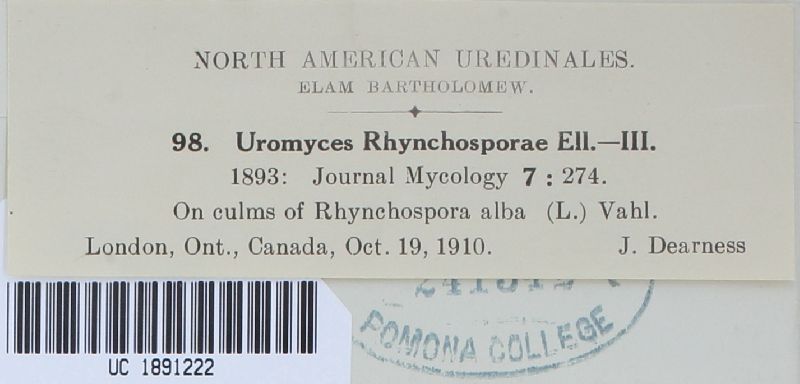 NORTH AMERICAN UREDINALES.
ELAM BARTHOLOMEW.
98. Uromyces Rhynchosporae Ell.—III.
1893: Journal Mycology 7 : 274.
On culms of Rhynchospora alba (L.) Vahl.
London, Ont., Canada, Oct. 19, 1910. J. Dearness
POMONA COLLEGE
UC 1891222